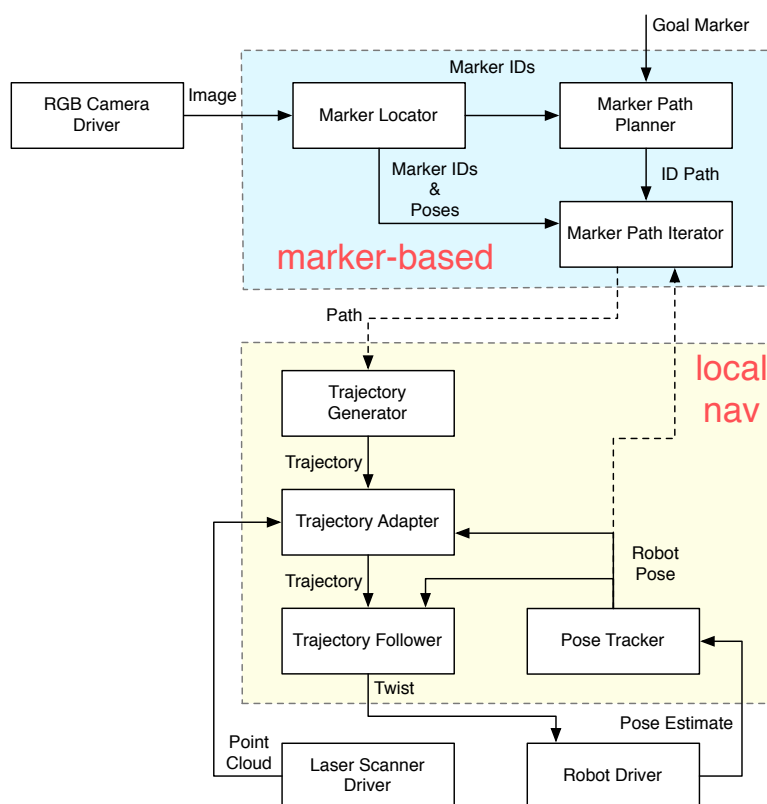 Goal Marker
Marker IDs
RGB Camera
Driver
Image
Marker Locator
Marker Path
Planner
Marker IDs
&
Poses
ID Path
Marker Path Iterator
marker-based
Path
local
nav
Trajectory
Generator
Trajectory
Trajectory Adapter
Robot
Pose
Trajectory
Trajectory Follower
Pose Tracker
Twist
Pose Estimate
Point
Cloud
Laser Scanner
Driver
Robot Driver